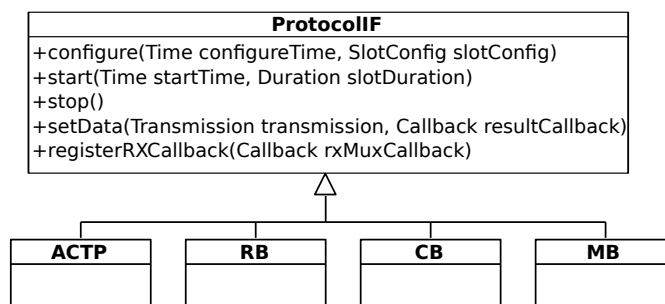 ProtocolIF
+configure(Time configureTime, SlotConfig slotConfig)
+start(Time startTime, Duration slotDuration)
+stop()
+setData(Transmission transmission, Callback resultCallback)
+registerRXCallback(Callback rxMuxCallback)
ACTP RB CB MB